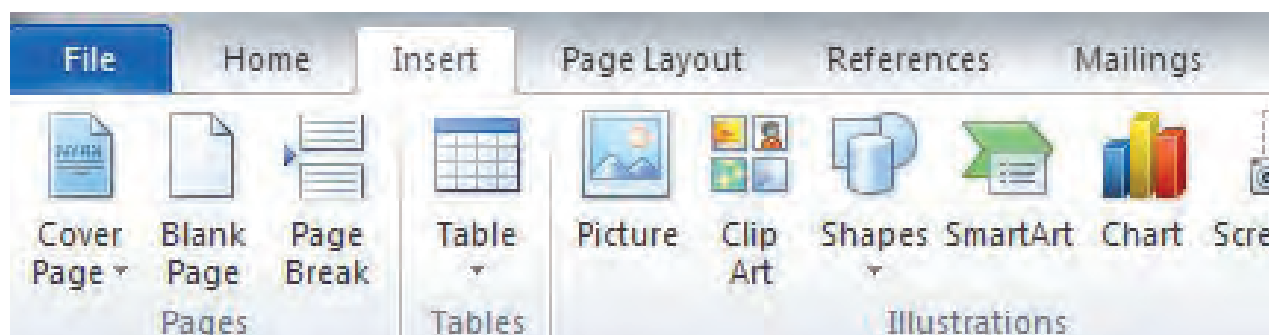 File Home Insert Page Layout References Mailings
Cover Page Blank Page Page Break Table Picture Clip Art Shapes SmartArt Chart
Pages Tables Illustrations